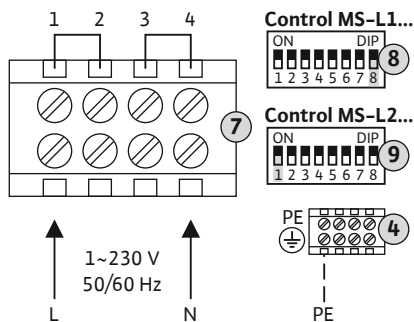 1 2 3 4
7
1~230 V
50/60 Hz
L N
Control MS-L1...
ON DIP
1 2 3 4 5 6 7 8
8
Control MS-L2...
ON DIP
1 2 3 4 5 6 7 8
9
PE
4
PE